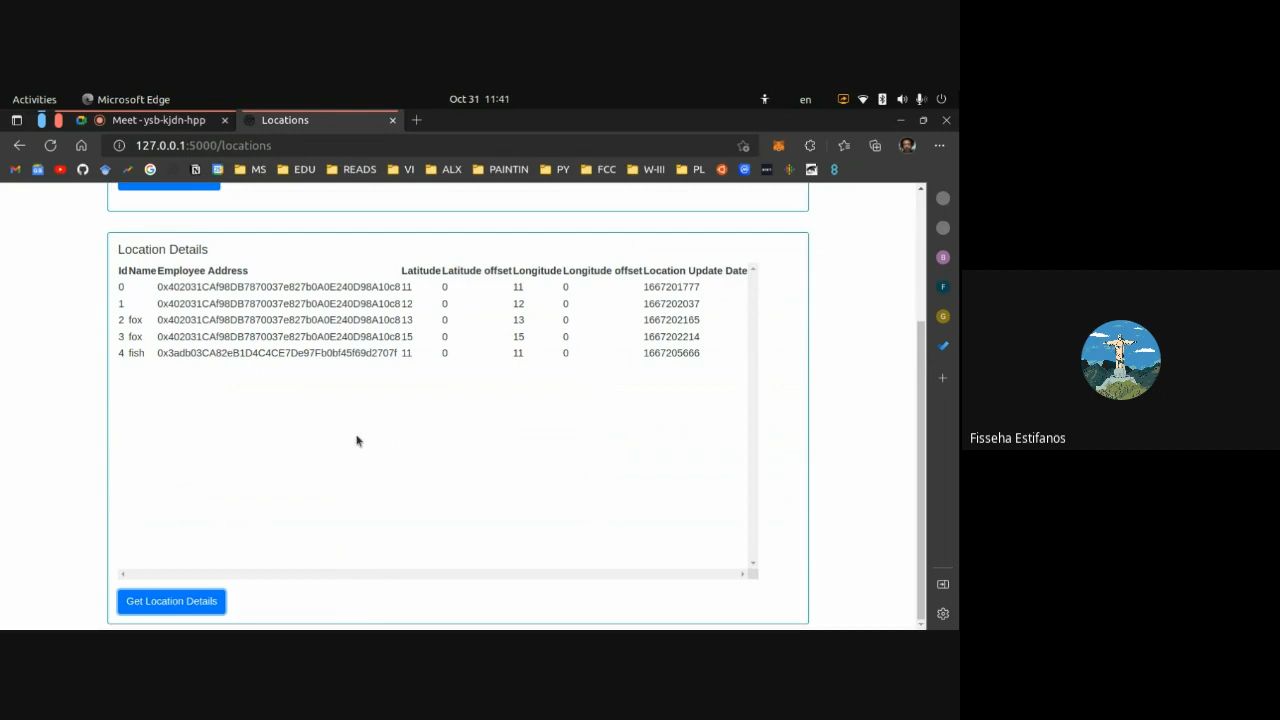 Activities Microsoft Edge Oct 31 11:41 en
Meet - ysb-kjdn-hpp Locations
127.0.0.1:5000/locations
MS EDU READS VI ALX PAINTIN PY FCC W-III PL
Location Details
Id Name Employee Address Latitude Latitude offset Longitude Longitude offset Location Update Date
0 0x402031CAf98DB7870037e827b0A0E240D98A10c8 11 0 11 0 1667201777
1 0x402031CAf98DB7870037e827b0A0E240D98A10c8 12 0 12 0 1667202037
2 fox 0x402031CAf98DB7870037e827b0A0E240D98A10c8 13 0 13 0 1667202165
3 fox 0x402031CAf98DB7870037e827b0A0E240D98A10c8 15 0 15 0 1667202214
4 fish 0x3adb03CA82eB1D4C4CE7De97Fb0bf45f69d2707f 11 0 11 0 1667205666
Get Location Details
Fisseha Estifanos
B
F
G